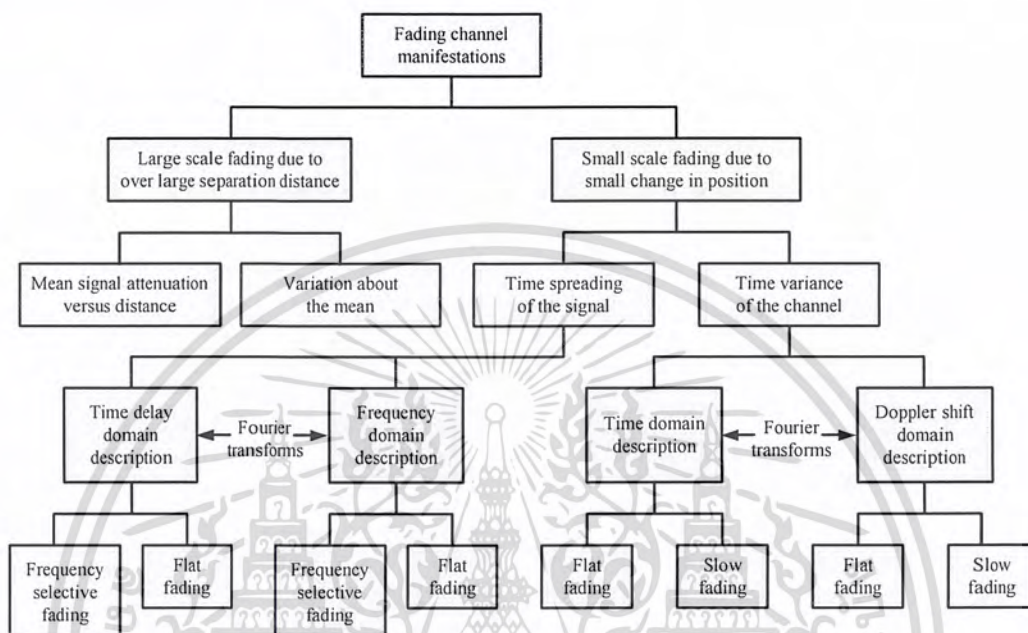 Fading channel
manifestations
Large scale fading due to
over large separation distance
Small scale fading due to
small change in position
Mean signal attenuation
versus distance
Variation about
the mean
Time spreading
of the signal
Time variance
of the channel
Time delay
domain
description
Fourier
transforms
Frequency
domain
description
Time domain
description
Fourier
transforms
Doppler shift
domain
description
Frequency
selective
fading
Flat
fading
Frequency
selective
fading
Flat
fading
Flat
fading
Slow
fading
Flat
fading
Slow
fading